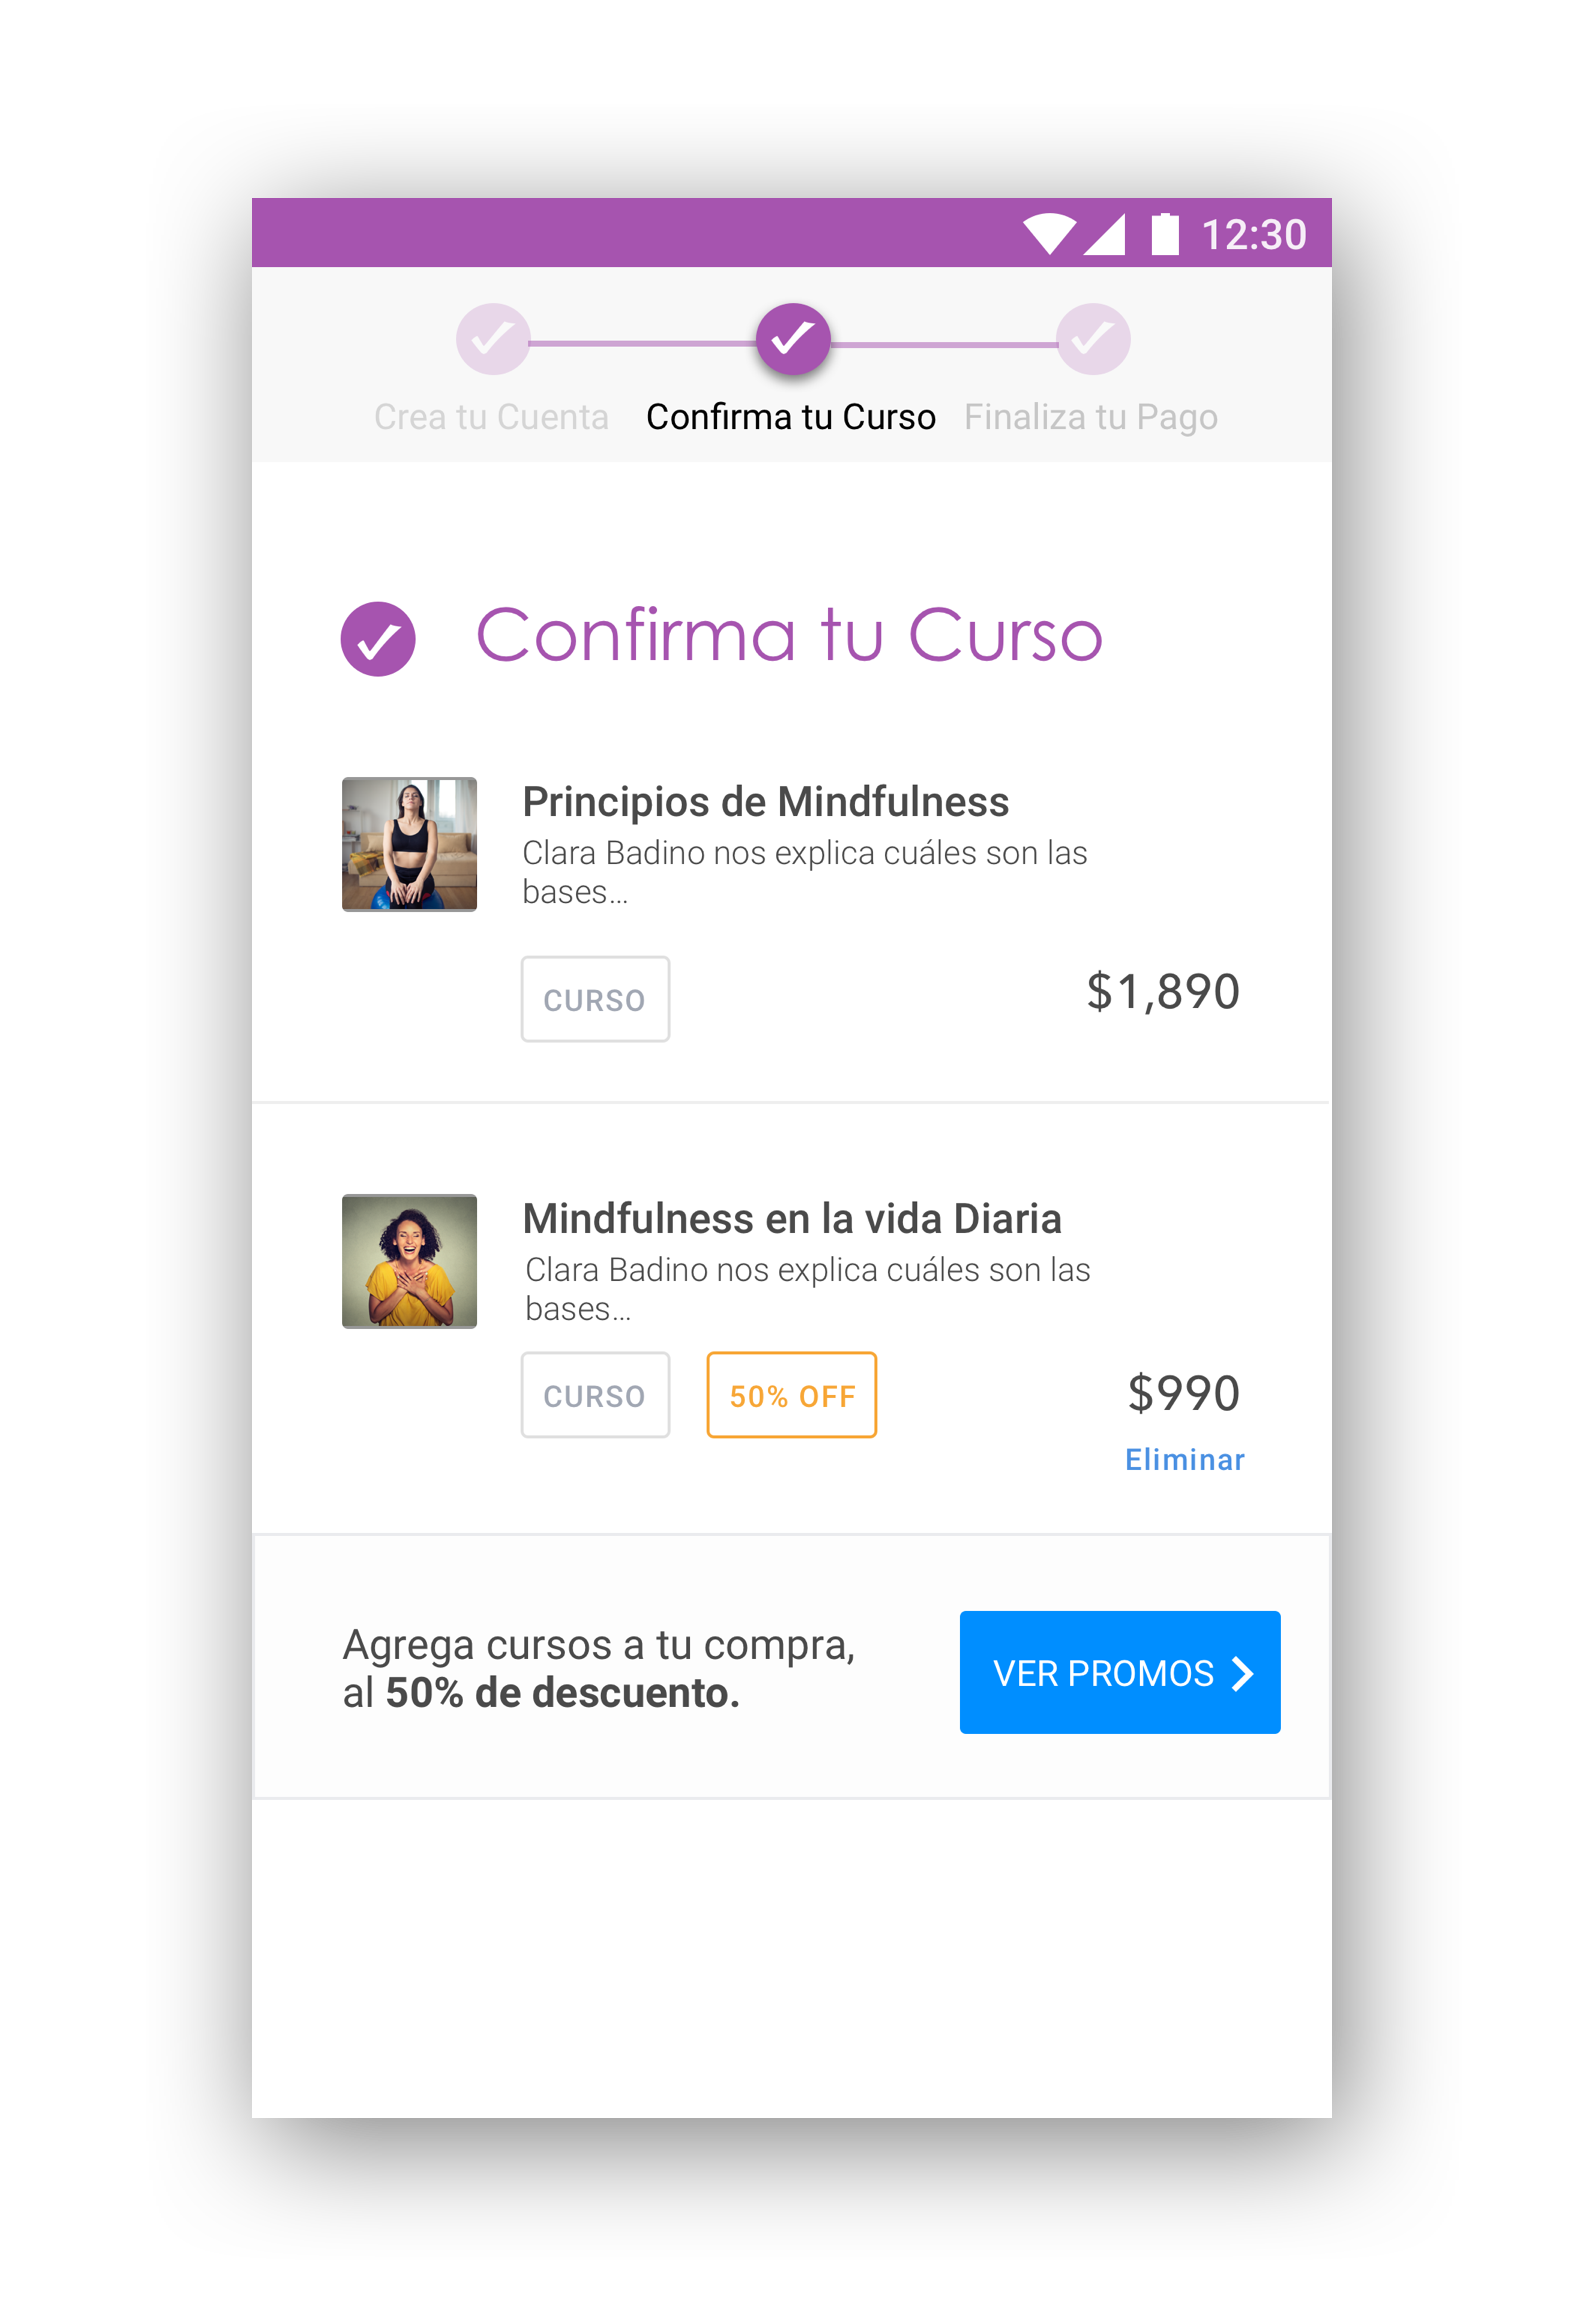 12:30
Crea tu Cuenta
Confirma tu Curso
Finaliza tu Pago
Confirma tu Curso
Principios de Mindfulness
Clara Badino nos explica cuáles son las
bases...
CURSO
$1,890
Mindfulness en la vida Diaria
Clara Badino nos explica cuáles son las
bases...
CURSO
50% OFF
$990
Eliminar
Agrega cursos a tu compra,
al 50% de descuento.
VER PROMOS